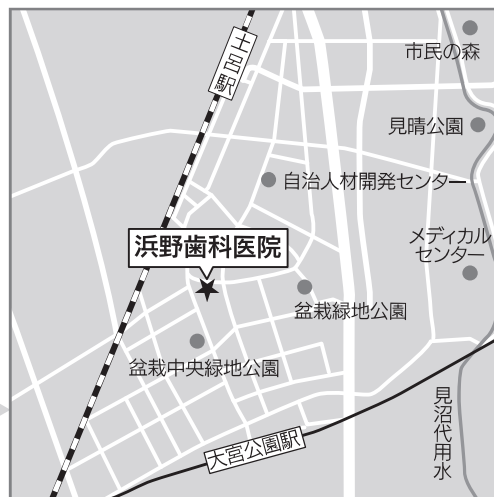 土呂駅
市民の森
見晴公園
自治人材開発センター
浜野歯科医院
メディカル
センター
盆栽緑地公園
盆栽中央緑地公園
見沼代用水
大宮公園駅